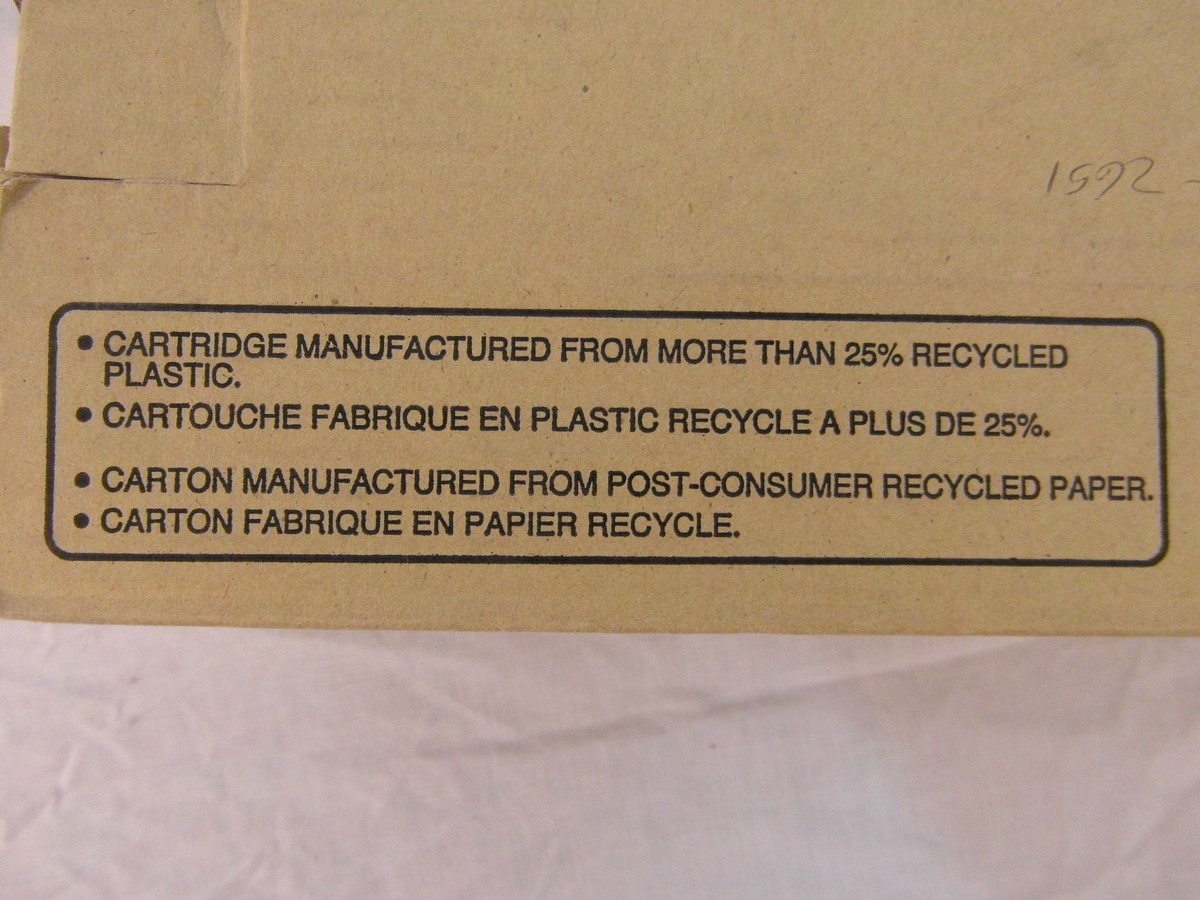 1592 -
• CARTRIDGE MANUFACTURED FROM MORE THAN 25% RECYCLED
PLASTIC.
• CARTOUCHE FABRIQUE EN PLASTIC RECYCLE A PLUS DE 25%.
• CARTON MANUFACTURED FROM POST-CONSUMER RECYCLED PAPER.
• CARTON FABRIQUE EN PAPIER RECYCLE.